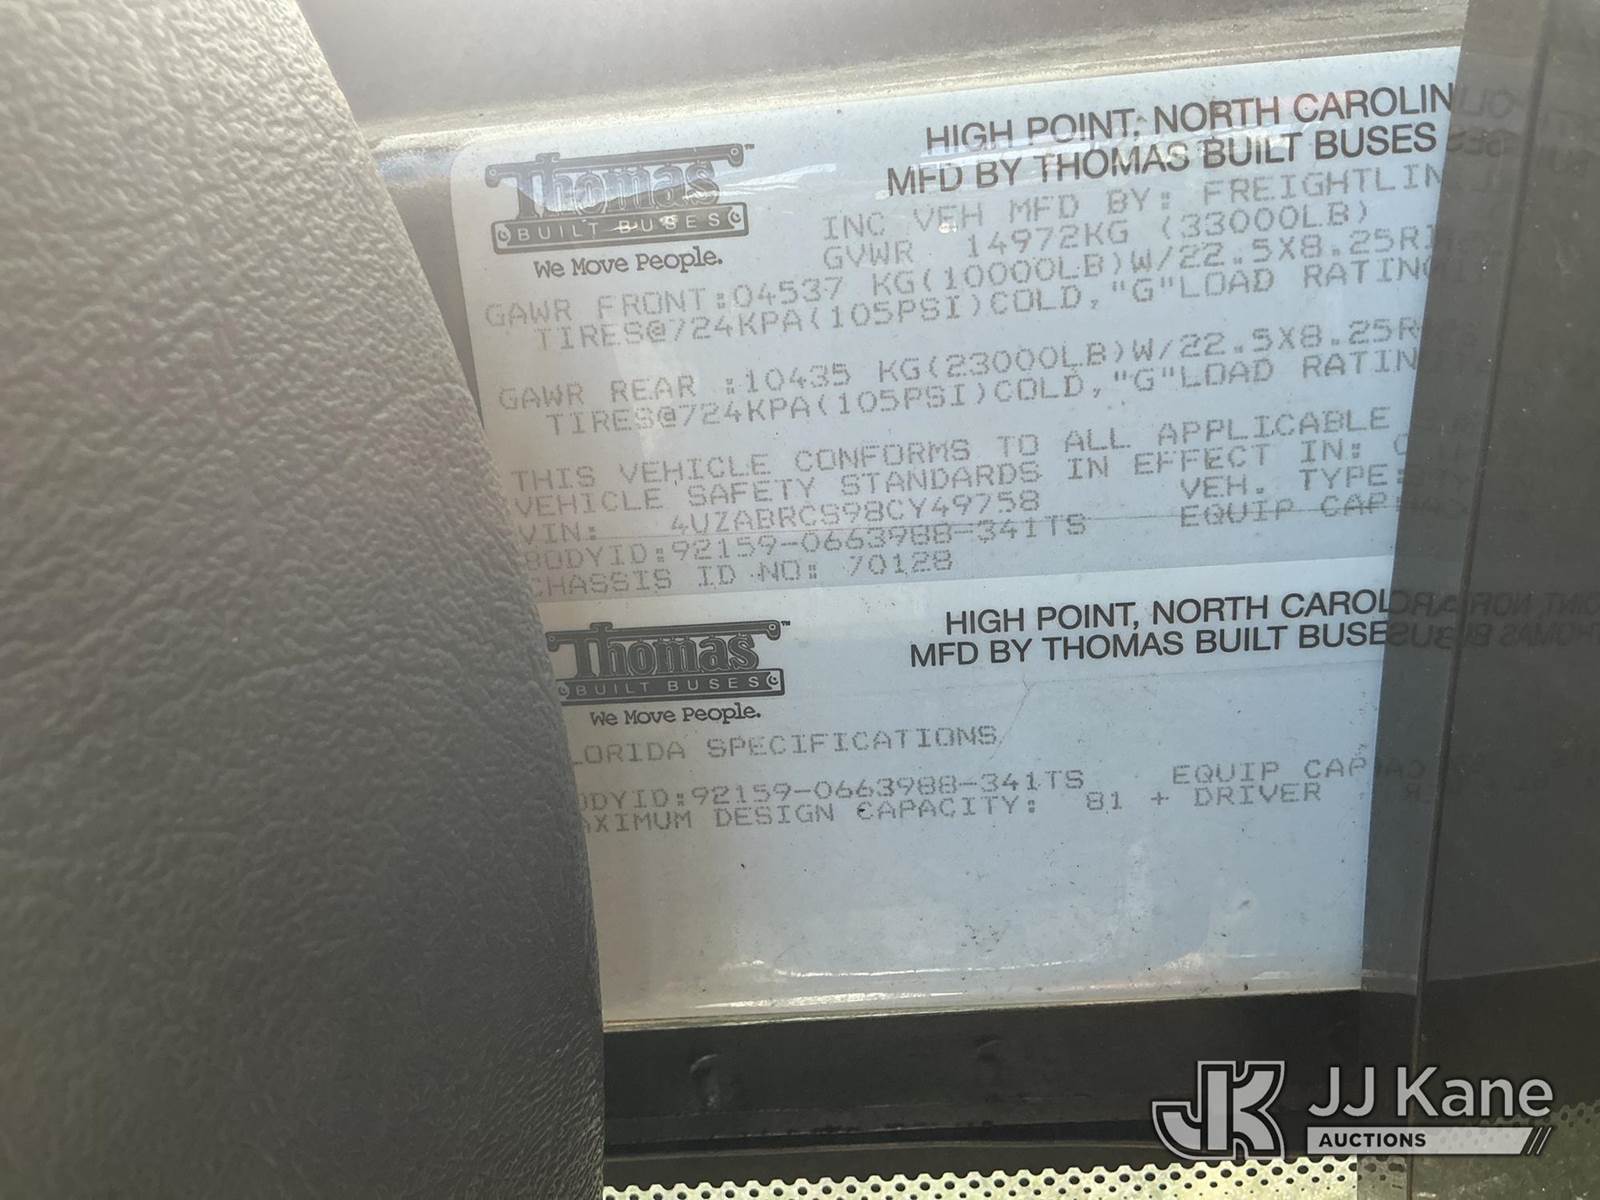 Thomas™
BUILT BUSES
We Move People.
HIGH POINT, NORTH CAROLIN
MFD BY THOMAS BUILT BUSES
INC VEH MFD BY: FREIGHTLIN
GVWR 14972KG (33000LB)
GAWR FRONT:04537 KG(10000LB)W/22.5X8.25RI
TIRES@724KPA(105PSI)COLD,"G"LOAD RATING
GAWR REAR :10435 KG(23000LB)W/22.5X8.25R
TIRES@724KPA(105PSI)COLD,"G"LOAD RATIN
THIS VEHICLE CONFORMS TO ALL APPLICABLE
VEHICLE SAFETY STANDARDS IN EFFECT IN:
VIN: 4UZABRCS98CY49758 VEH. TYPE:
BODYID:92159-0663988-341TS EQUIP CAP
CHASSIS ID NO: 70128
Thomas™
BUILT BUSES
We Move People.
HIGH POINT, NORTH CAROL
MFD BY THOMAS BUILT BUSE
LORIDA SPECIFICATIONS
ODYID:92159-0663988-341TS EQUIP CAP
AXIMUM DESIGN CAPACITY: 81 + DRIVER
JK JJ Kane
AUCTIONS